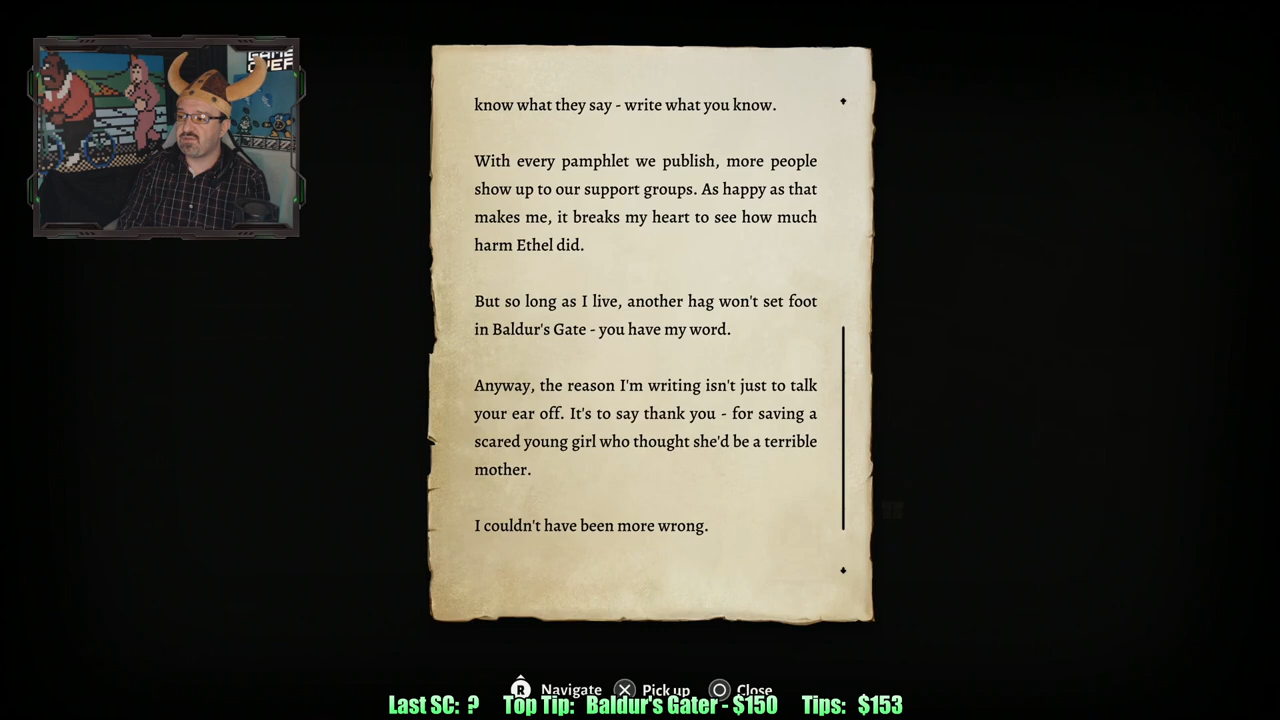 GAME
OVER
know what they say - write what you know.
With every pamphlet we publish, more people
show up to our support groups. As happy as that
makes me, it breaks my heart to see how much
harm Ethel did.
But so long as I live, another hag won't set foot
in Baldur's Gate - you have my word.
Anyway, the reason I'm writing isn't just to talk
your ear off. It's to say thank you - for saving a
scared young girl who thought she'd be a terrible
mother.
I couldn't have been more wrong.
R Navigate Pick up Close
Last SC: ? Top Tip: Baldur's Gater - $150 Tips: $153